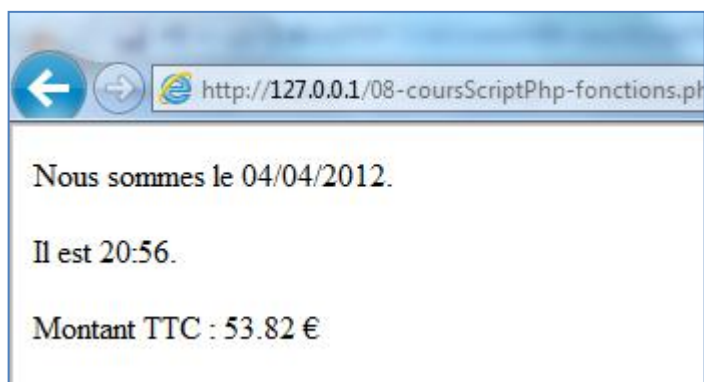 http://127.0.0.1/08-coursScriptPhp-fonctions.ph
Nous sommes le 04/04/2012.
Il est 20:56.
Montant TTC : 53.82 €